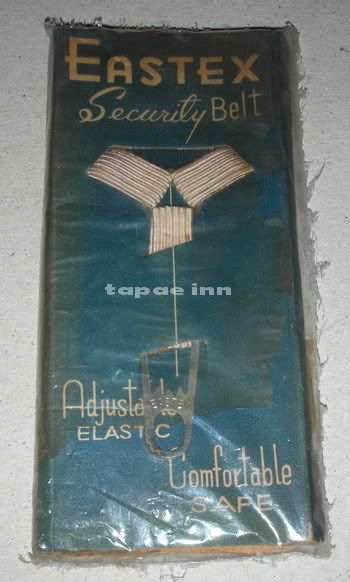 EASTEX
Security Belt
tapae inn
Adjustable
ELASTIC
Comfortable
SAFE